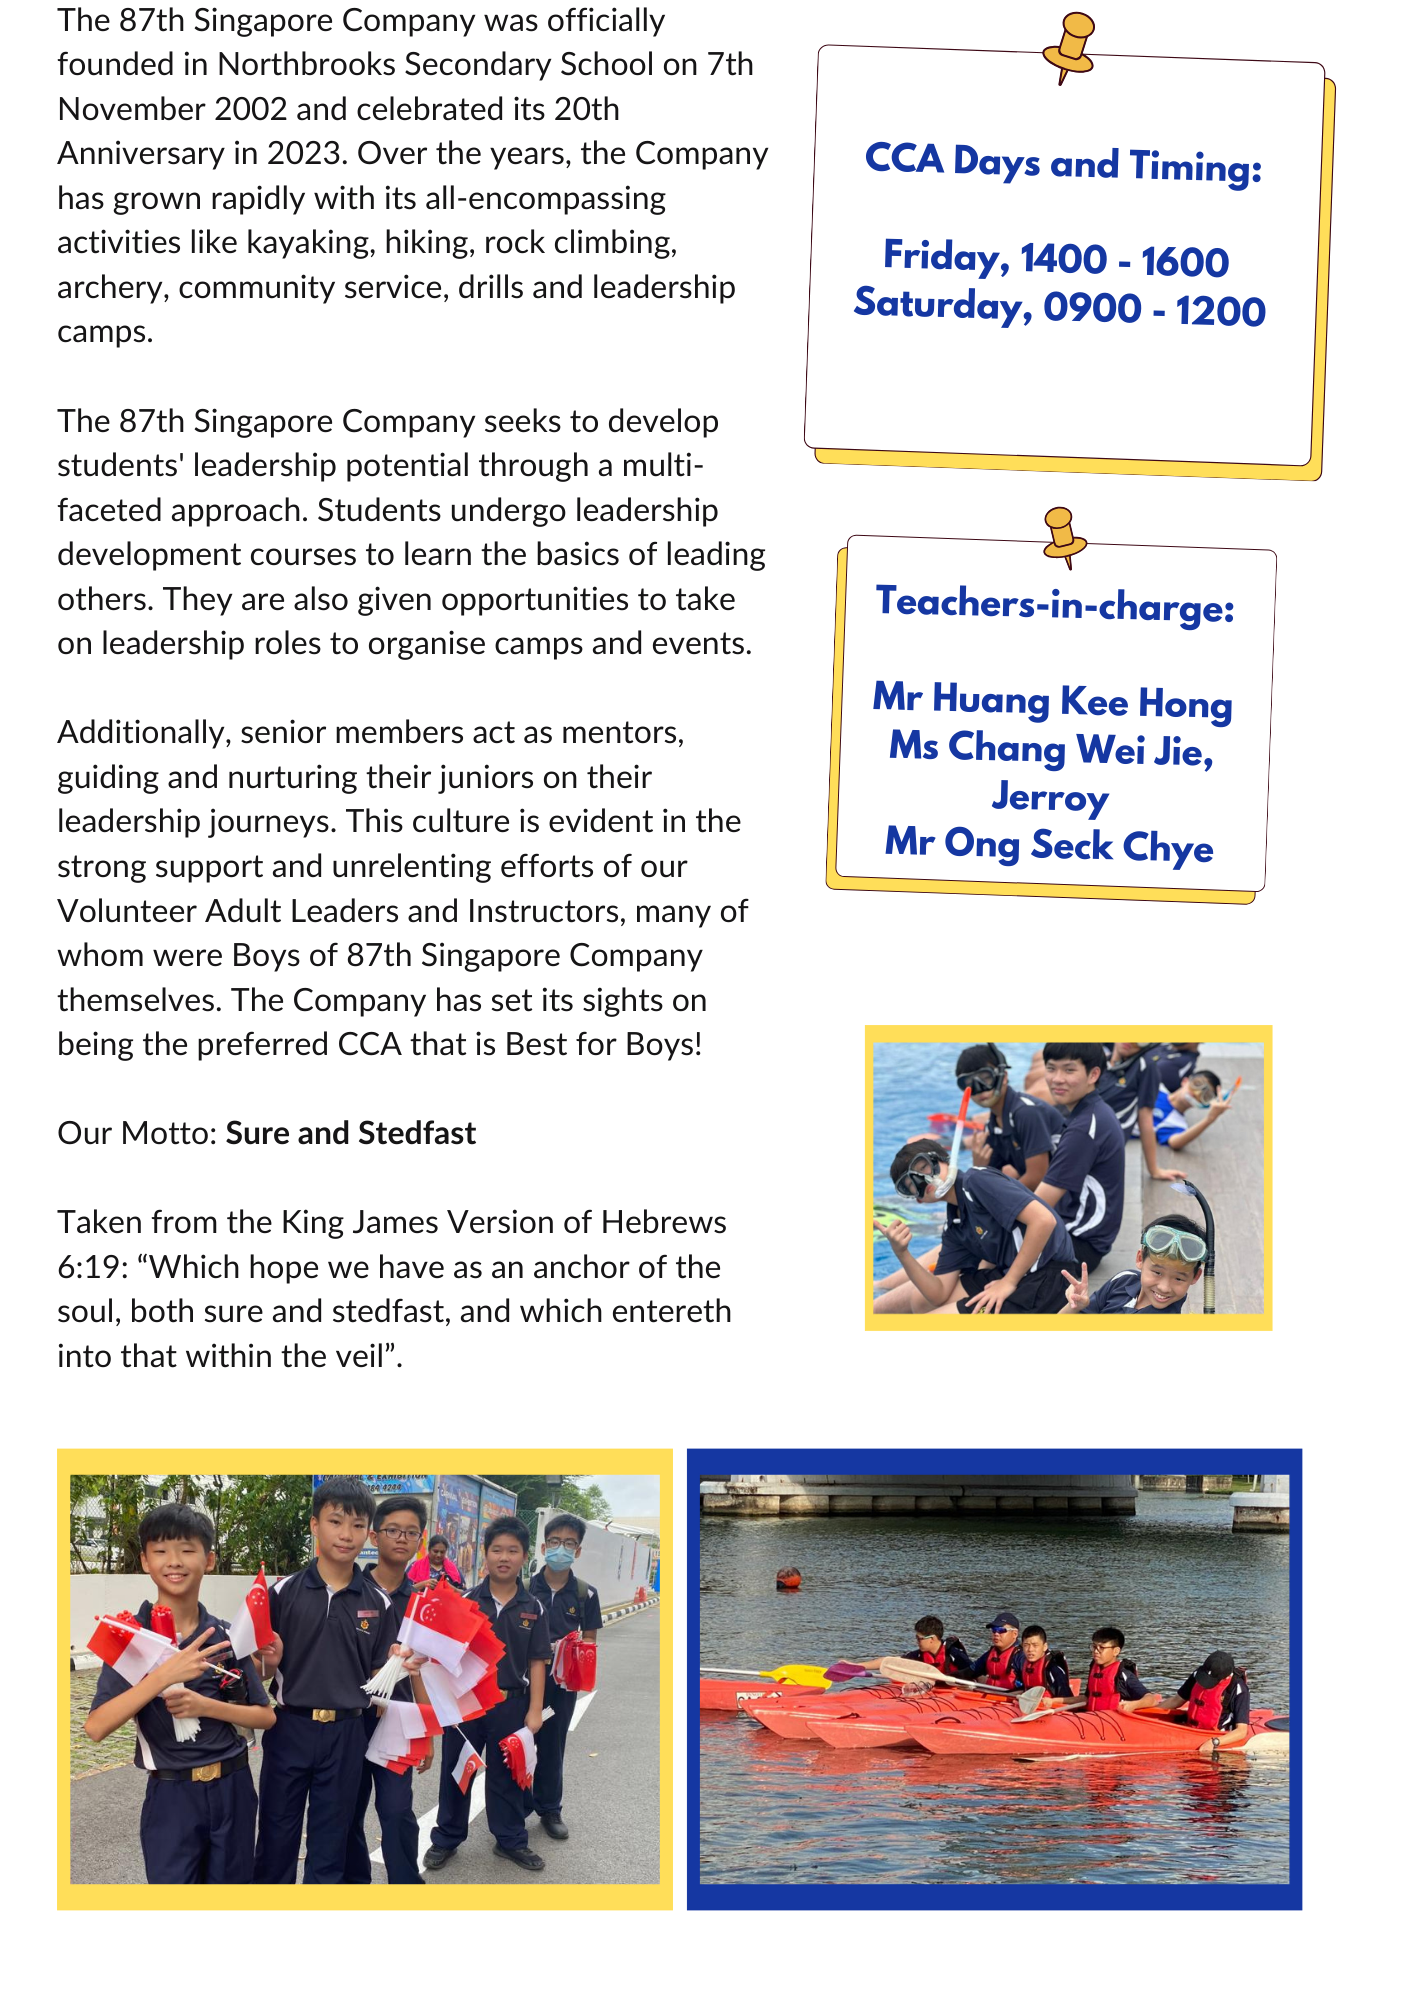 The 87th Singapore Company was officially
founded in Northbrooks Secondary School on 7th
November 2002 and celebrated its 20th
Anniversary in 2023. Over the years, the Company
has grown rapidly with its all-encompassing
activities like kayaking, hiking, rock climbing,
archery, community service, drills and leadership
camps.
The 87th Singapore Company seeks to develop
students' leadership potential through a multi-
faceted approach. Students undergo leadership
development courses to learn the basics of leading
others. They are also given opportunities to take
on leadership roles to organise camps and events.
Additionally, senior members act as mentors,
guiding and nurturing their juniors on their
leadership journeys. This culture is evident in the
strong support and unrelenting efforts of our
Volunteer Adult Leaders and Instructors, many of
whom were Boys of 87th Singapore Company
themselves. The Company has set its sights on
being the preferred CCA that is Best for Boys!
Our Motto: Sure and Stedfast
Taken from the King James Version of Hebrews
6:19: “Which hope we have as an anchor of the
soul, both sure and stedfast, and which entereth
into that within the veil”.
CCA Days and Timing:
Friday, 1400 - 1600
Saturday, 0900 - 1200
Teachers-in-charge:
Mr Huang Kee Hong
Ms Chang Wei Jie,
Jerroy
Mr Ong Seck Chye